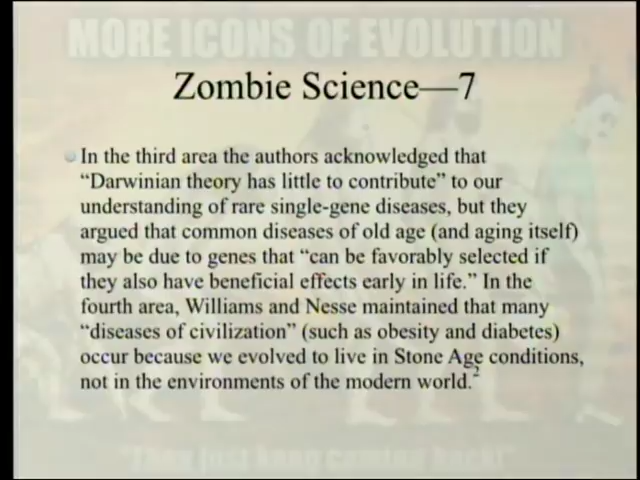 MORE ICONS OF EVOLUTION
Zombie Science—7
In the third area the authors acknowledged that
“Darwinian theory has little to contribute” to our
understanding of rare single-gene diseases, but they
argued that common diseases of old age (and aging itself)
may be due to genes that “can be favorably selected if
they also have beneficial effects early in life.” In the
fourth area, Williams and Nesse maintained that many
“diseases of civilization” (such as obesity and diabetes)
occur because we evolved to live in Stone Age conditions,
not in the environments of the modern world.2
"They just keep coming back!"